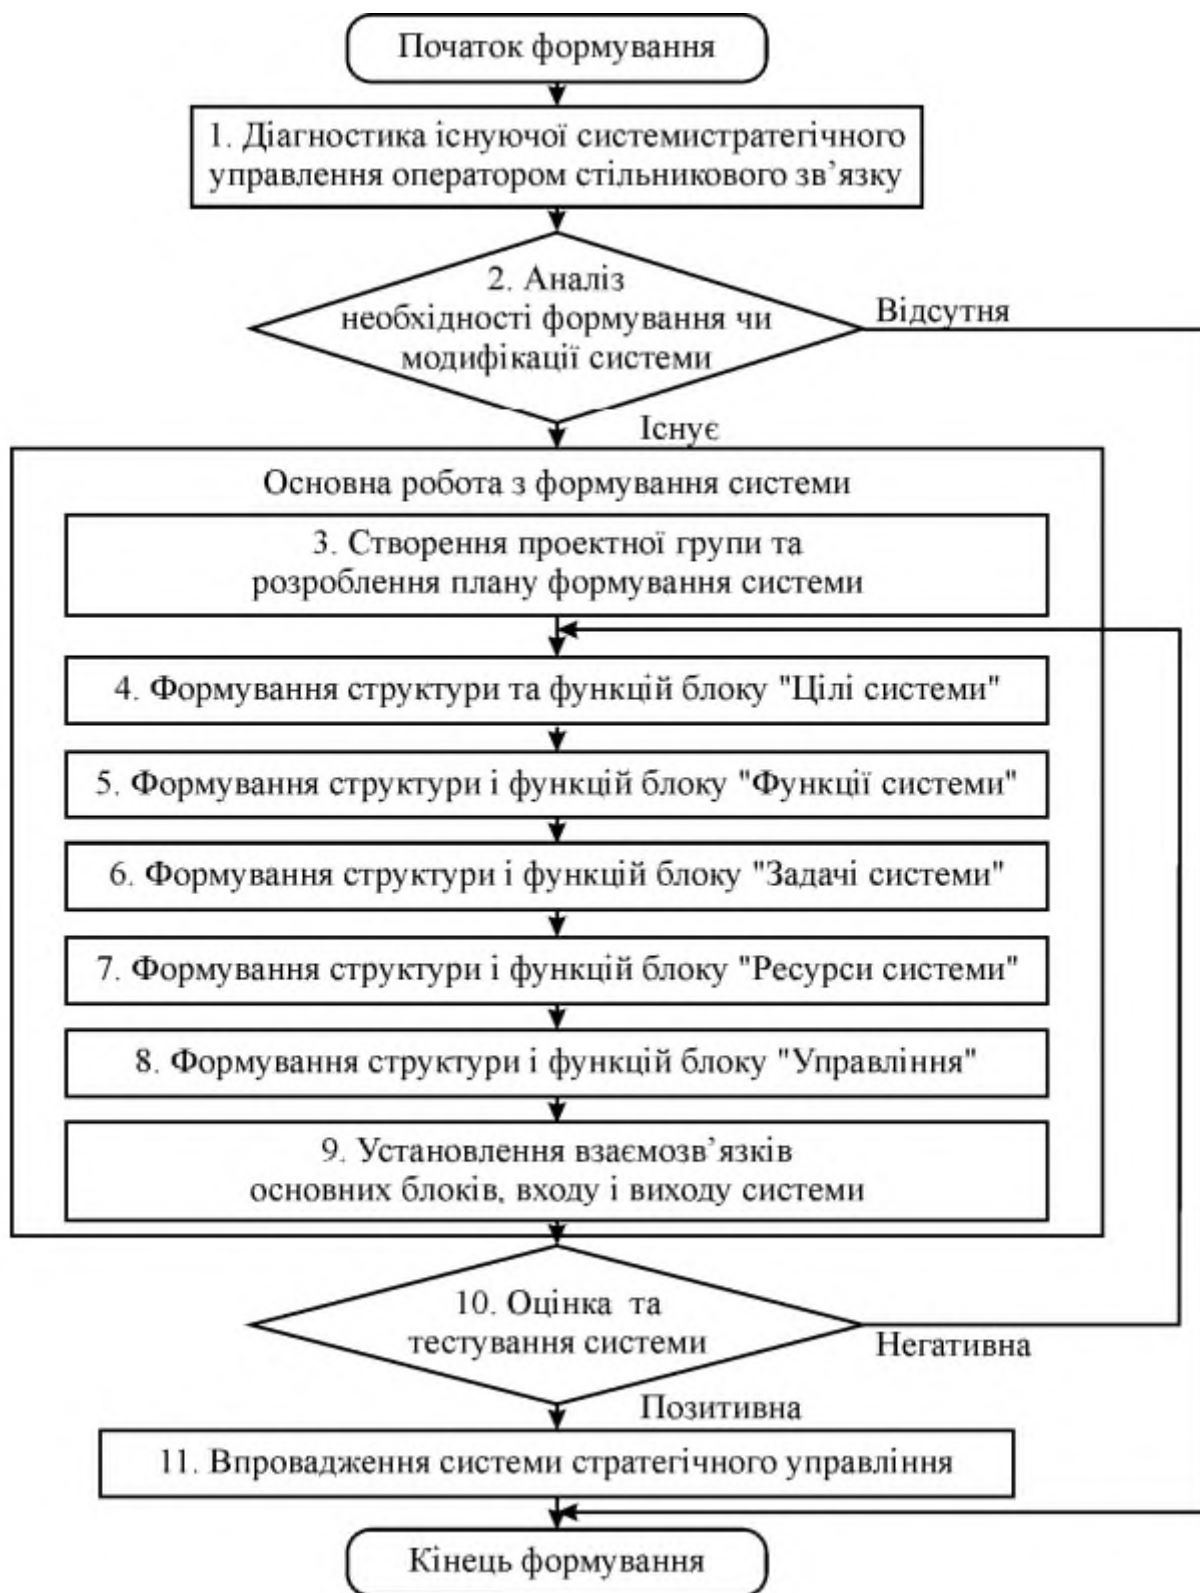 Початок формування
1. Діагностика існуючої системистратегічного
управлення оператором стільникового зв’язку
2. Аналіз
необхідності формування чи
модифікації системи
Відсутня
Існує
Основна робота з формування системи
3. Створення проектної групи та
розроблення плану формування системи
4. Формування структури та функцій блоку "Цілі системи"
5. Формування структури і функцій блоку "Функції системи"
6. Формування структури і функцій блоку "Задачі системи"
7. Формування структури і функцій блоку "Ресурси системи"
8. Формування структури і функцій блоку "Управління"
9. Установлення взаємозв’язків
основних блоків, входу і виходу системи
10. Оцінка та
тестування системи
Негативна
Позитивна
11. Впровадження системи стратегічного управління
Кінець формування